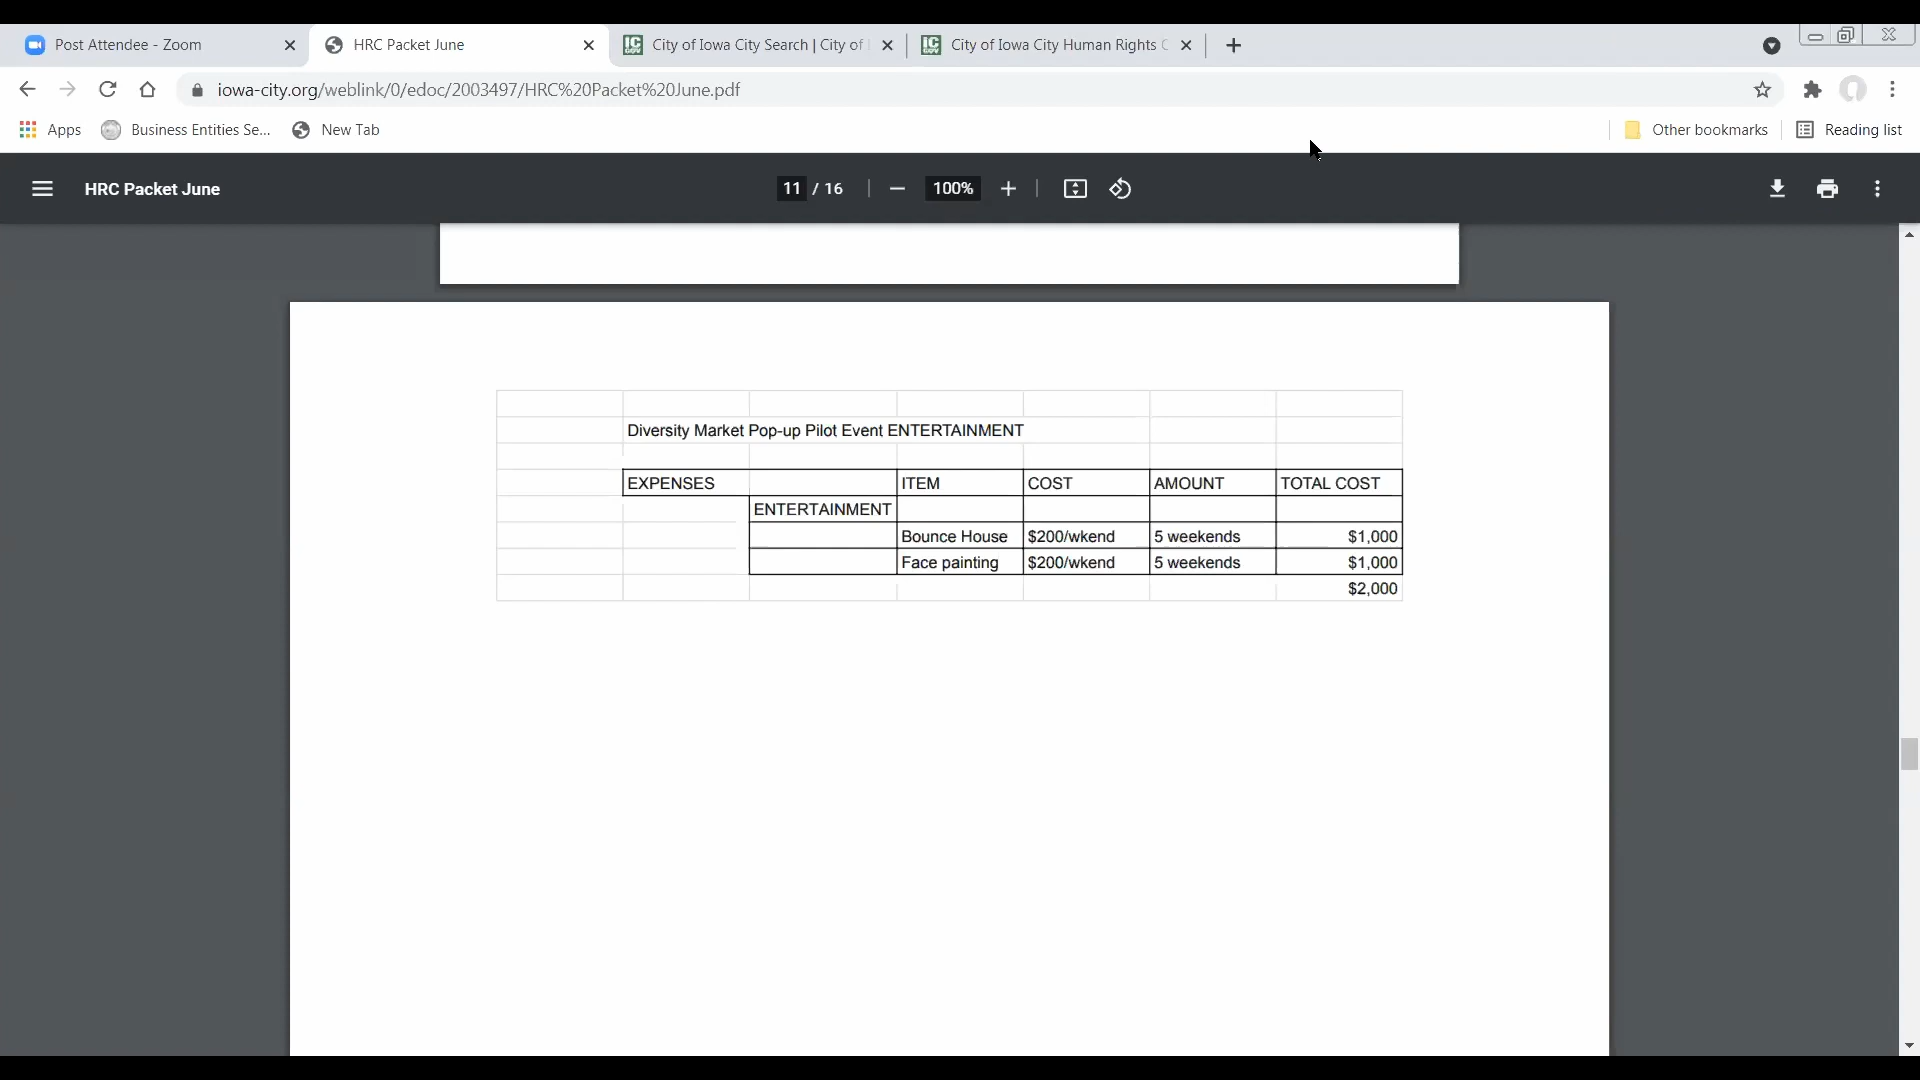 Post Attendee - Zoom
HRC Packet June
City of Iowa City Search | City of
City of Iowa City Human Rights
iowa-city.org/weblink/0/edoc/2003497/HRC%20Packet%20June.pdf
Apps
Business Entities Se...
New Tab
Other bookmarks
Reading list
HRC Packet June
11 / 16
100%
Diversity Market Pop-up Pilot Event ENTERTAINMENT
EXPENSES ITEM COST AMOUNT TOTAL COST
ENTERTAINMENT
Bounce House $200/wkend 5 weekends $1,000
Face painting $200/wkend 5 weekends $1,000
$2,000